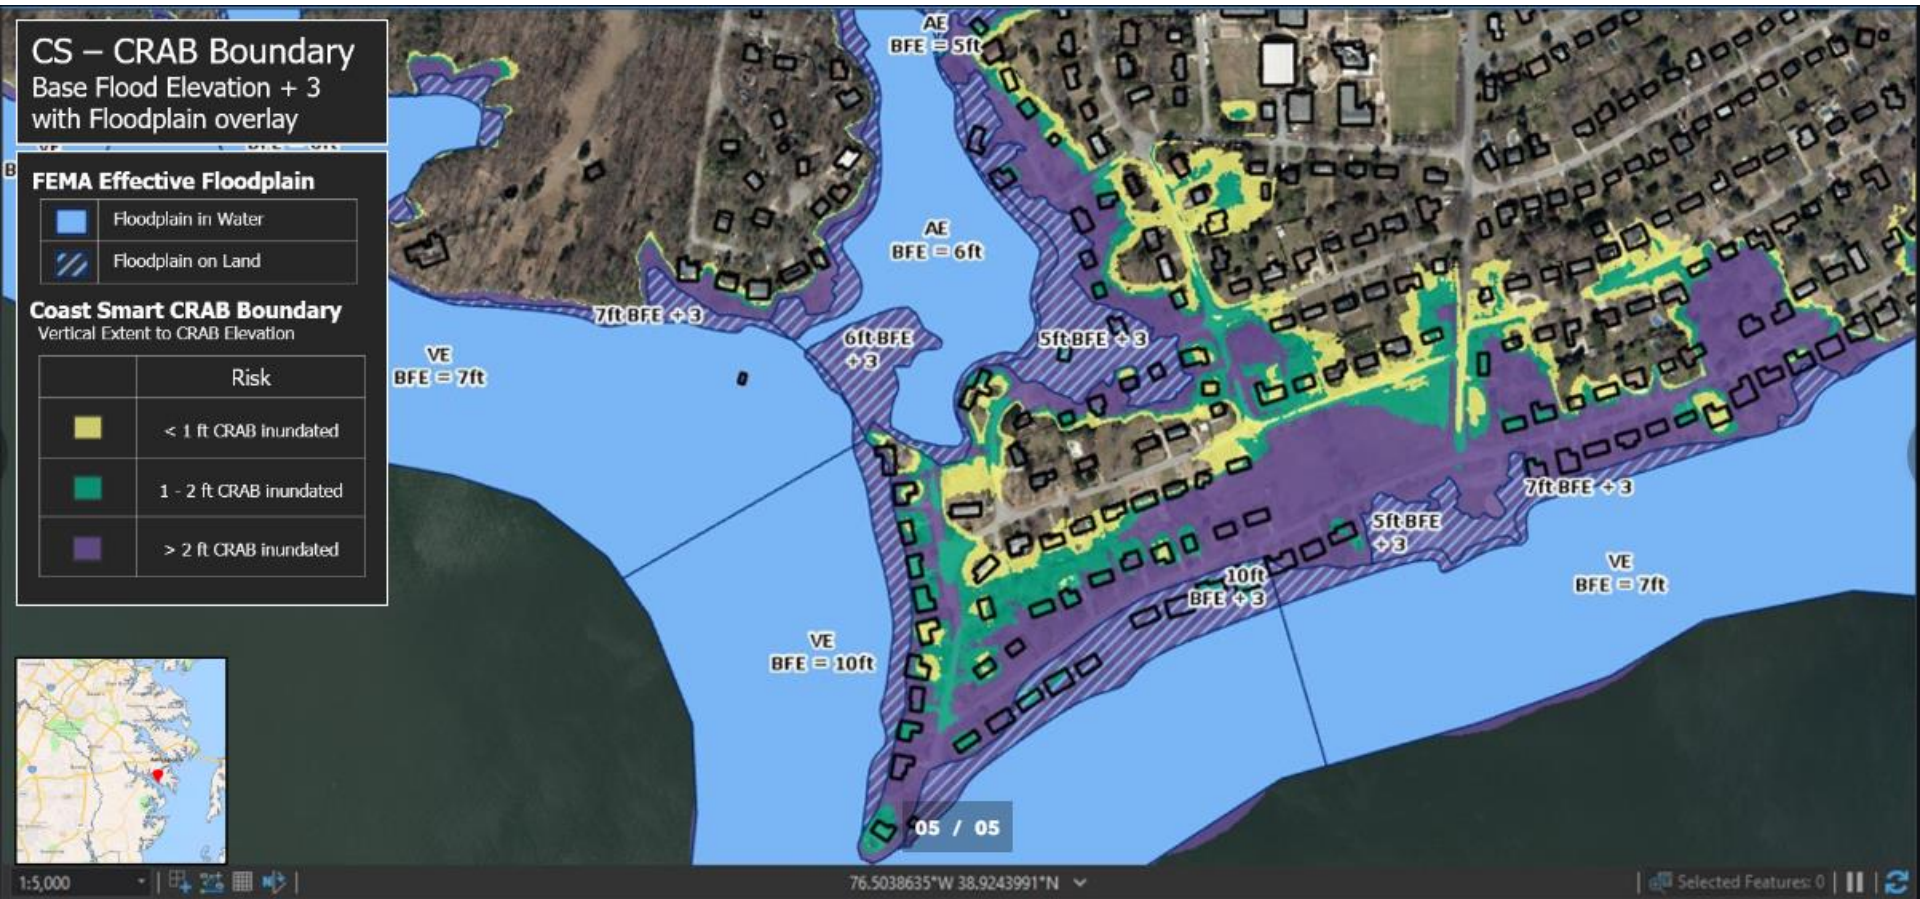 CS – CRAB Boundary
Base Flood Elevation + 3
with Floodplain overlay
FEMA Effective Floodplain
Floodplain in Water
Floodplain on Land
Coast Smart CRAB Boundary
Vertical Extent to CRAB Elevation
Risk
< 1 ft CRAB inundated
1 - 2 ft CRAB inundated
> 2 ft CRAB inundated
AE
BFE = 5ft
AE
BFE = 6ft
7ft BFE + 3
6ft BFE
+ 3
5ft BFE + 3
VE
BFE = 7ft
7ft BFE + 3
5ft BFE
+ 3
10ft
BFE + 3
VE
BFE = 7ft
VE
BFE = 10ft
05 / 05
1:5,000
76.5038635°W 38.9243991°N
Selected Features: 0